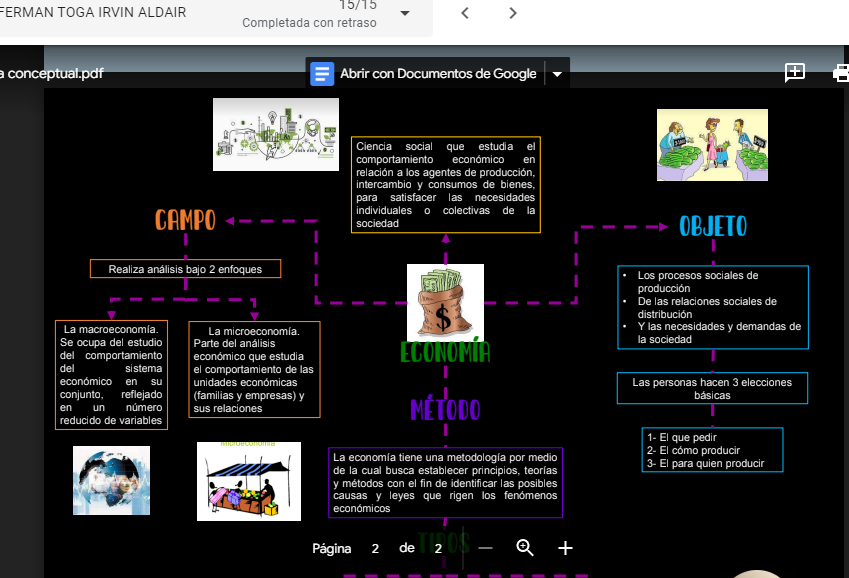 FERMAN TOGA IRVIN ALDAIR
15/15
Completada con retraso
a conceptual.pdf
Abrir con Documentos de Google
Ciencia social que estudia el
comportamiento económico en
relación a los agentes de producción,
intercambio y consumos de bienes,
para satisfacer las necesidades
individuales o colectivas de la
sociedad
CAMPO
OBJETO
Realiza análisis bajo 2 enfoques
La macroeconomía.
Se ocupa del estudio
del comportamiento
del sistema
económico en su
conjunto, reflejado
en un número
reducido de variables
La microeconomía.
Parte del análisis
económico que estudia
el comportamiento de las
unidades económicas
(familias y empresas) y
sus relaciones
$
ECONOMÍA
MÉTODO
• Los procesos sociales de
producción
• De las relaciones sociales de
distribución
• Y las necesidades y demandas de
la sociedad
Las personas hacen 3 elecciones
básicas
1- El que pedir
2- El cómo producir
3- El para quien producir
Microeconomía
La economía tiene una metodología por medio
de la cual busca establecer principios, teorías
y métodos con el fin de identificar las posibles
causas y leyes que rigen los fenómenos
económicos
TIPOS
Página 2 de 2